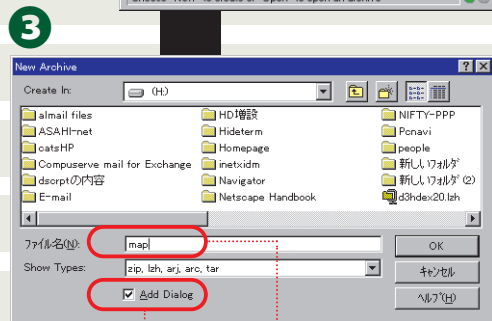 Choose "New" to create or "Open" to open an archive
3
New Archive
Create In: (H:)
almail files
ASAHI-net
catsHP
Compuserve mail for Exchange
dscrptの内容
E-mail
HD増設
Hideterm
Homepage
inetxidm
Navigator
Netscape Handbook
NIFTY-PPP
Pcnavi
people
新しいフォルダ
新しいフォルダ(2)
d3hdex20.lzh
ファイル名(N): map
OK
Show Types: zip, lzh, arj, arc, tar
キャンセル
Add Dialog
ヘルプ(H)